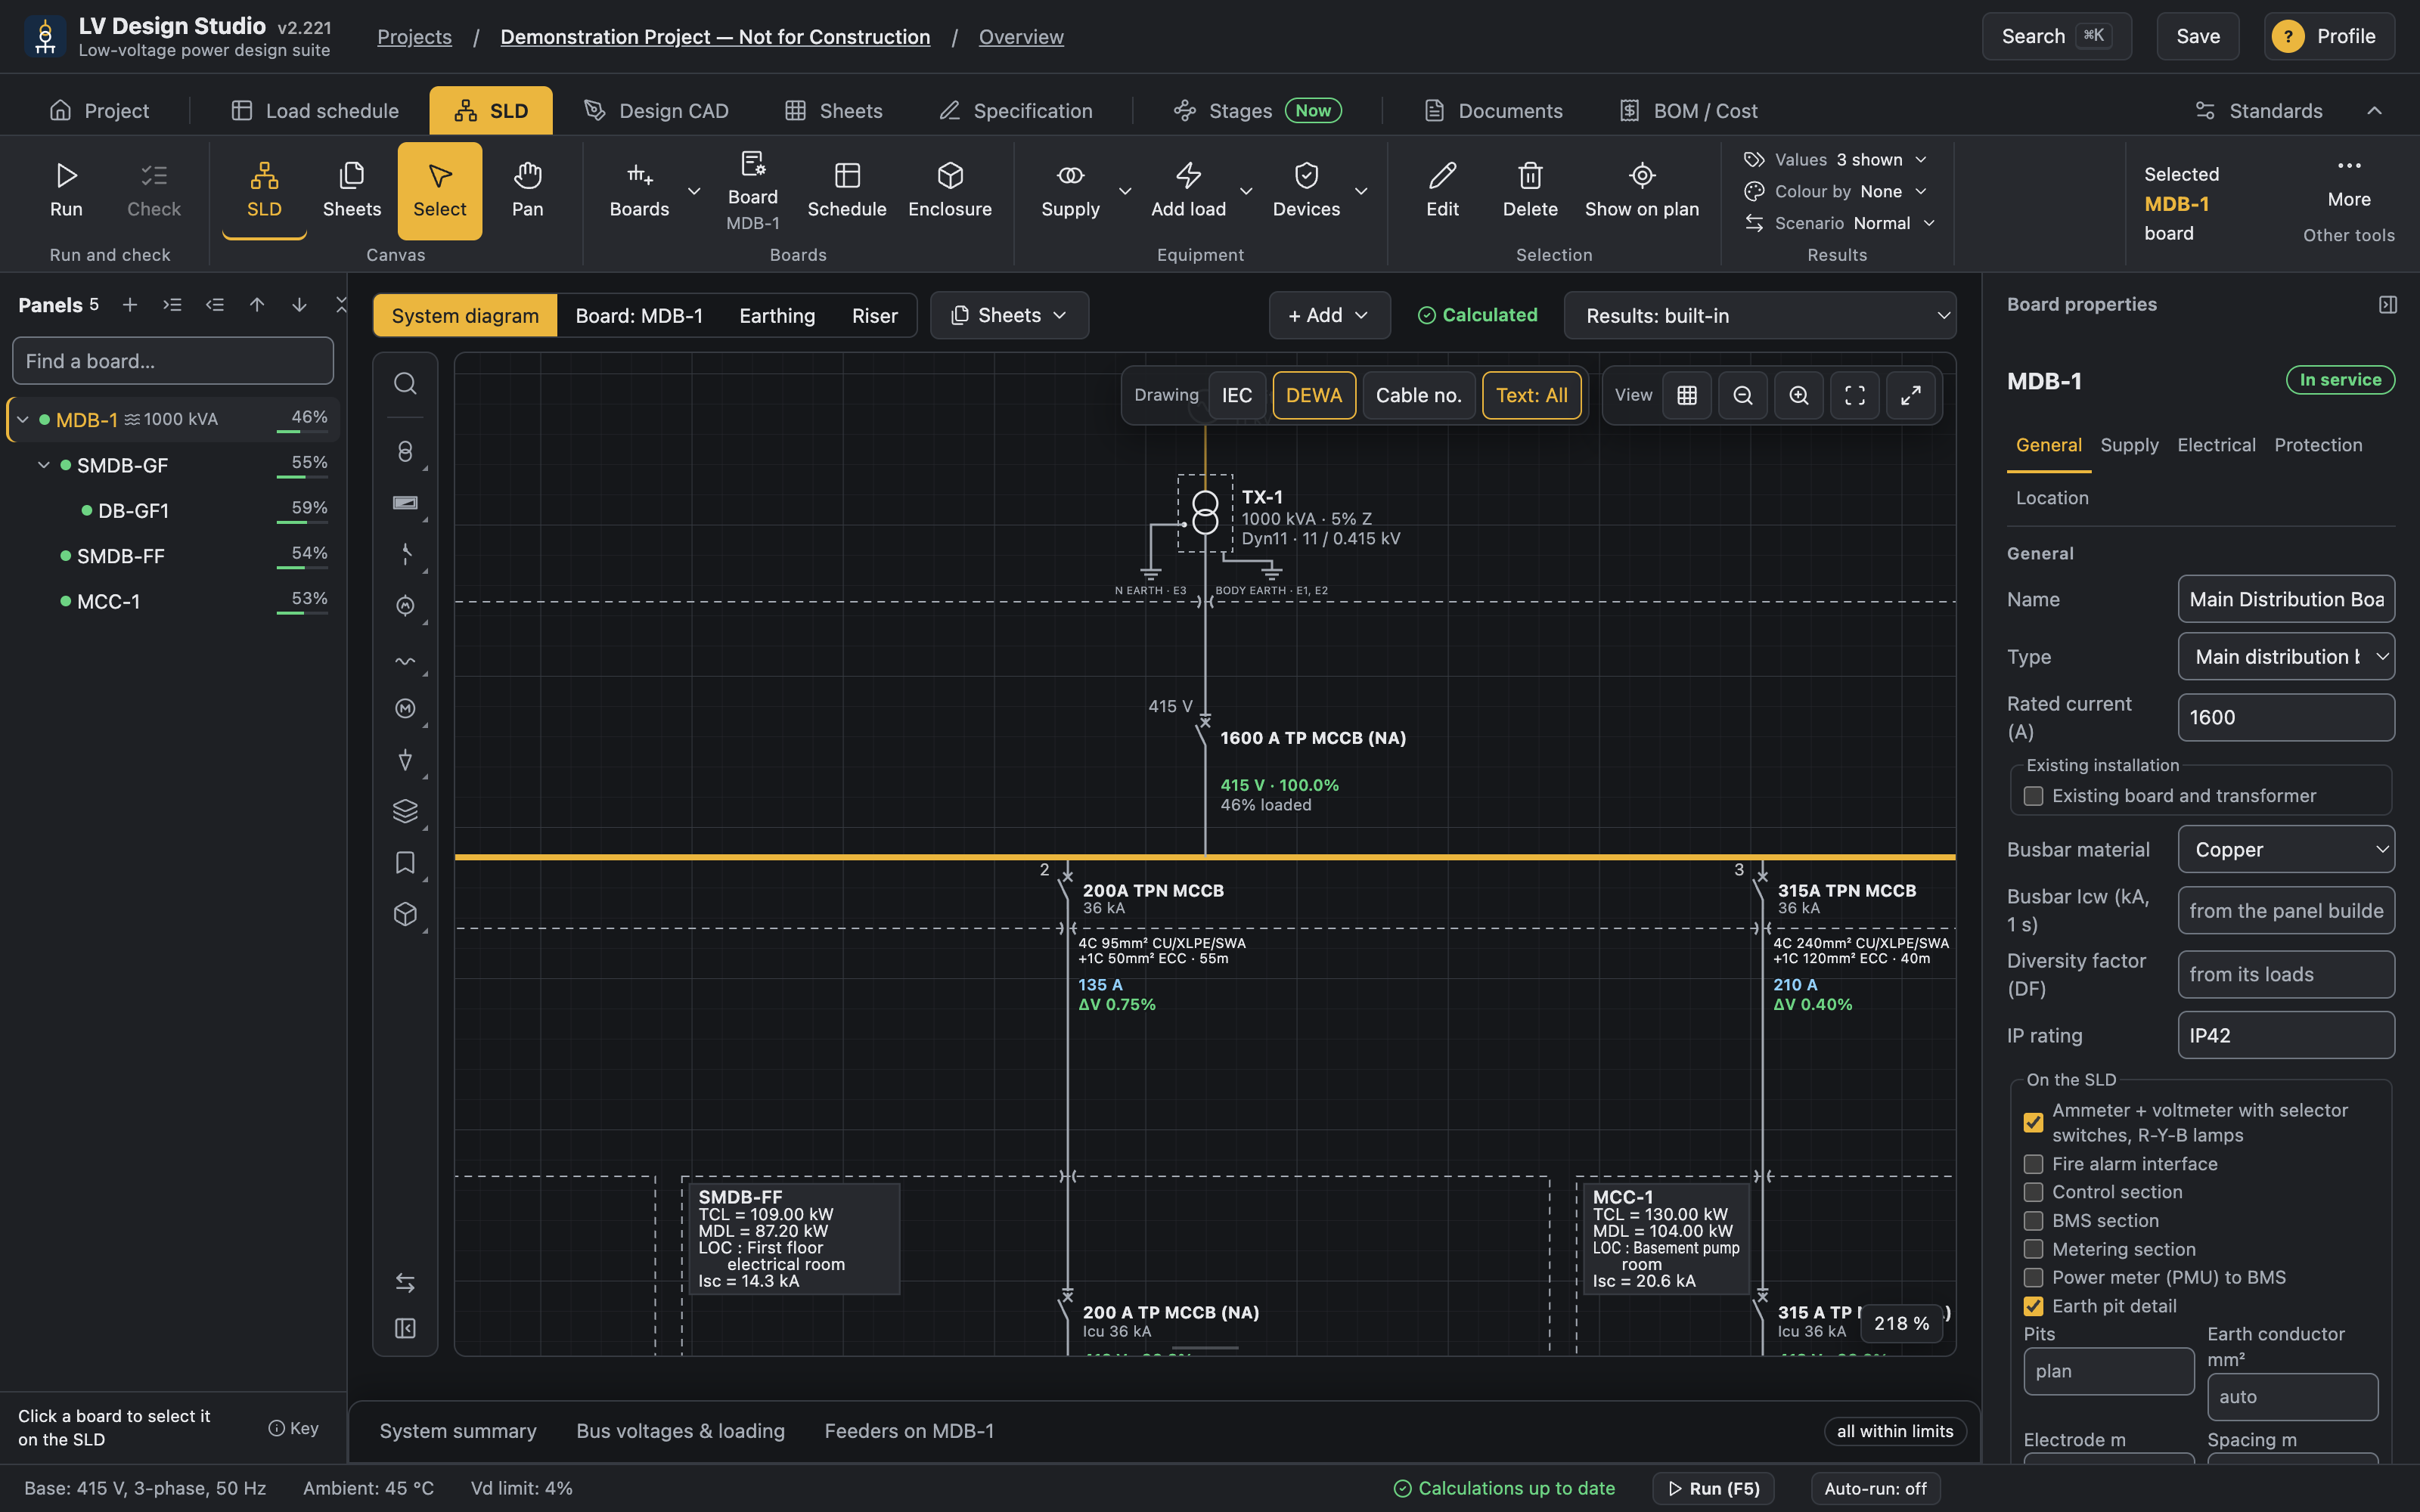 LV Design Studio v2.221
Low-voltage power design suite
Projects / Demonstration Project — Not for Construction / Overview
Search ⌘K
Save
? Profile
Project
Load schedule
SLD
Design CAD
Sheets
Specification
Stages Now
Documents
BOM / Cost
Standards
Run
Check
Run and check
SLD
Sheets
Select
Pan
Canvas
Boards
Board
MDB-1
Schedule
Enclosure
Boards
Supply
Add load
Devices
Equipment
Edit
Delete
Show on plan
Selection
Values 3 shown
Colour by None
Scenario Normal
Results
Selected
MDB-1
board
More
Other tools
Panels 5
Find a board...
MDB-1 1000 kVA 46%
SMDB-GF 55%
DB-GF1 59%
SMDB-FF 54%
MCC-1 53%
Click a board to select it
on the SLD
Key
System diagram
Board: MDB-1
Earthing
Riser
Sheets
+ Add
Calculated
Results: built-in
Drawing IEC DEWA Cable no. Text: All
View
TX-1
1000 kVA · 5% Z
Dyn11 · 11 / 0.415 kV
N EARTH · E3
BODY EARTH · E1, E2
415 V
1600 A TP MCCB (NA)
415 V · 100.0%
46% loaded
2
200A TPN MCCB
36 kA
4C 95mm² CU/XLPE/SWA
+1C 50mm² ECC · 55m
135 A
ΔV 0.75%
3
315A TPN MCCB
36 kA
4C 240mm² CU/XLPE/SWA
+1C 120mm² ECC · 40m
210 A
ΔV 0.40%
SMDB-FF
TCL = 109.00 kW
MDL = 87.20 kW
LOC : First floor
electrical room
Isc = 14.3 kA
MCC-1
TCL = 130.00 kW
MDL = 104.00 kW
LOC : Basement pump
room
Isc = 20.6 kA
200 A TP MCCB (NA)
Icu 36 kA
315 A TP
Icu 36 kA
218 %
System summary
Bus voltages & loading
Feeders on MDB-1
all within limits
Board properties
MDB-1
In service
General
Supply
Electrical
Protection
Location
General
Name Main Distribution Boa
Type Main distribution
Rated current
(A)
1600
Existing installation
Existing board and transformer
Busbar material Copper
Busbar Icw (kA,
1 s)
from the panel builde
Diversity factor
(DF)
from its loads
IP rating IP42
On the SLD
Ammeter + voltmeter with selector
switches, R-Y-B lamps
Fire alarm interface
Control section
BMS section
Metering section
Power meter (PMU) to BMS
Earth pit detail
Pits
plan
Earth conductor
mm²
auto
Electrode m
Spacing m
Base: 415 V, 3-phase, 50 Hz
Ambient: 45 °C
Vd limit: 4%
Calculations up to date
Run (F5)
Auto-run: off